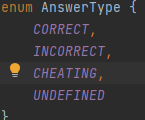 enum AnswerType {
CORRECT,
INCORRECT,
CHEATING,
UNDEFINED
}